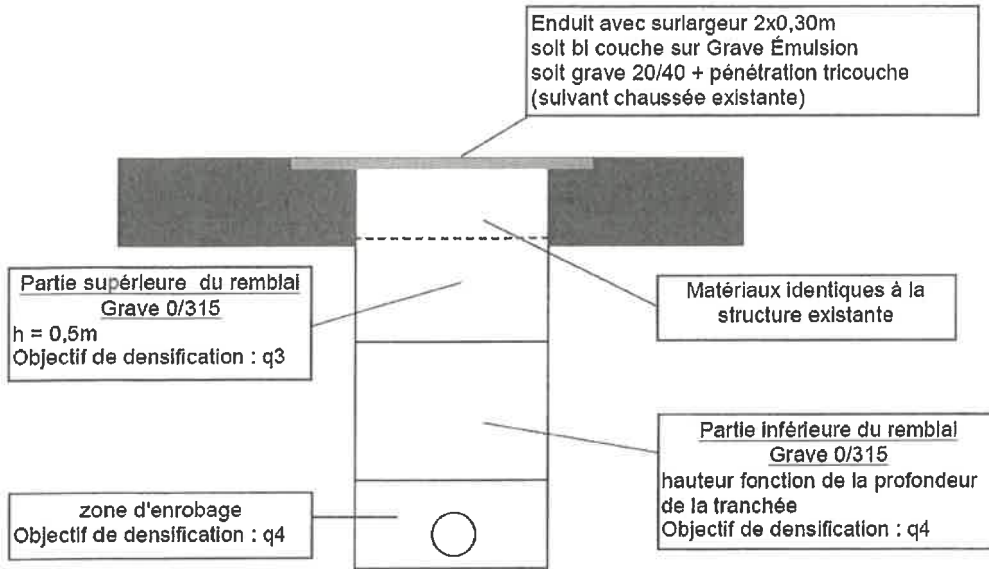 Enduit avec surlargeur 2x0,30m
soit bi couche sur Grave Émulsion
soit grave 20/40 + pénétration tricouche
(suivant chaussée existante)
Partie supérieure du remblai
Grave 0/315
h = 0,5m
Objectif de densification : q3
Matériaux identiques à la
structure existante
Partie inférieure du remblai
Grave 0/315
hauteur fonction de la profondeur
de la tranchée
Objectif de densification : q4
zone d'enrobage
Objectif de densification : q4